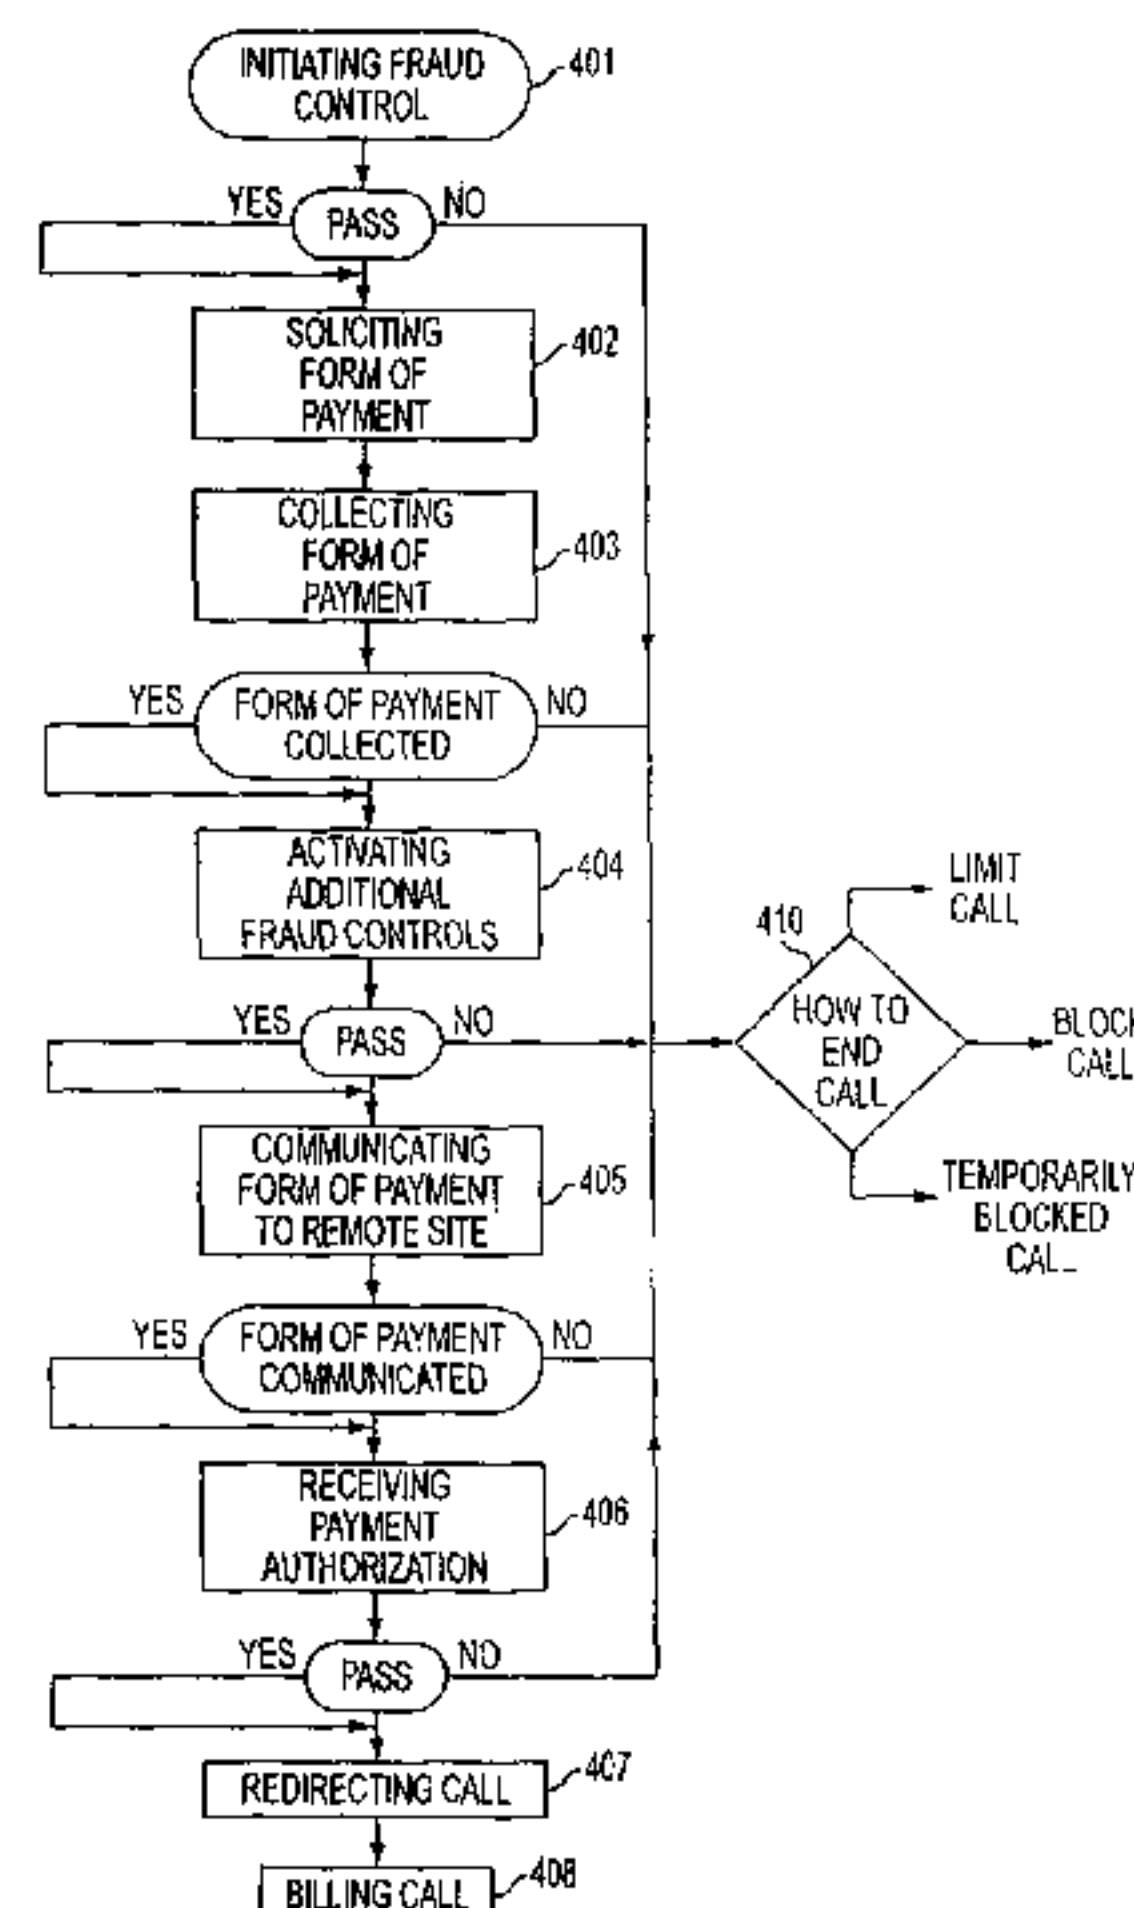 INITIATING FRAUD
CONTROL
401
YES
PASS
NO
SOLICITING
FORM OF
PAYMENT
402
COLLECTING
FORM OF
PAYMENT
403
YES
FORM OF PAYMENT
COLLECTED
NO
ACTIVATING
ADDITIONAL
FRAUD CONTROLS
404
YES
PASS
NO
410
HOW TO
END
CALL
LIMIT
CALL
BLOCK
CALL
TEMPORARILY
BLOCKED
CALL
COMMUNICATING
FORM OF PAYMENT
TO REMOTE SITE
405
YES
FORM OF PAYMENT
COMMUNICATED
NO
RECEIVING
PAYMENT
AUTHORIZATION
406
YES
PASS
NO
REDIRECTING CALL
407
BILLING CALL
408